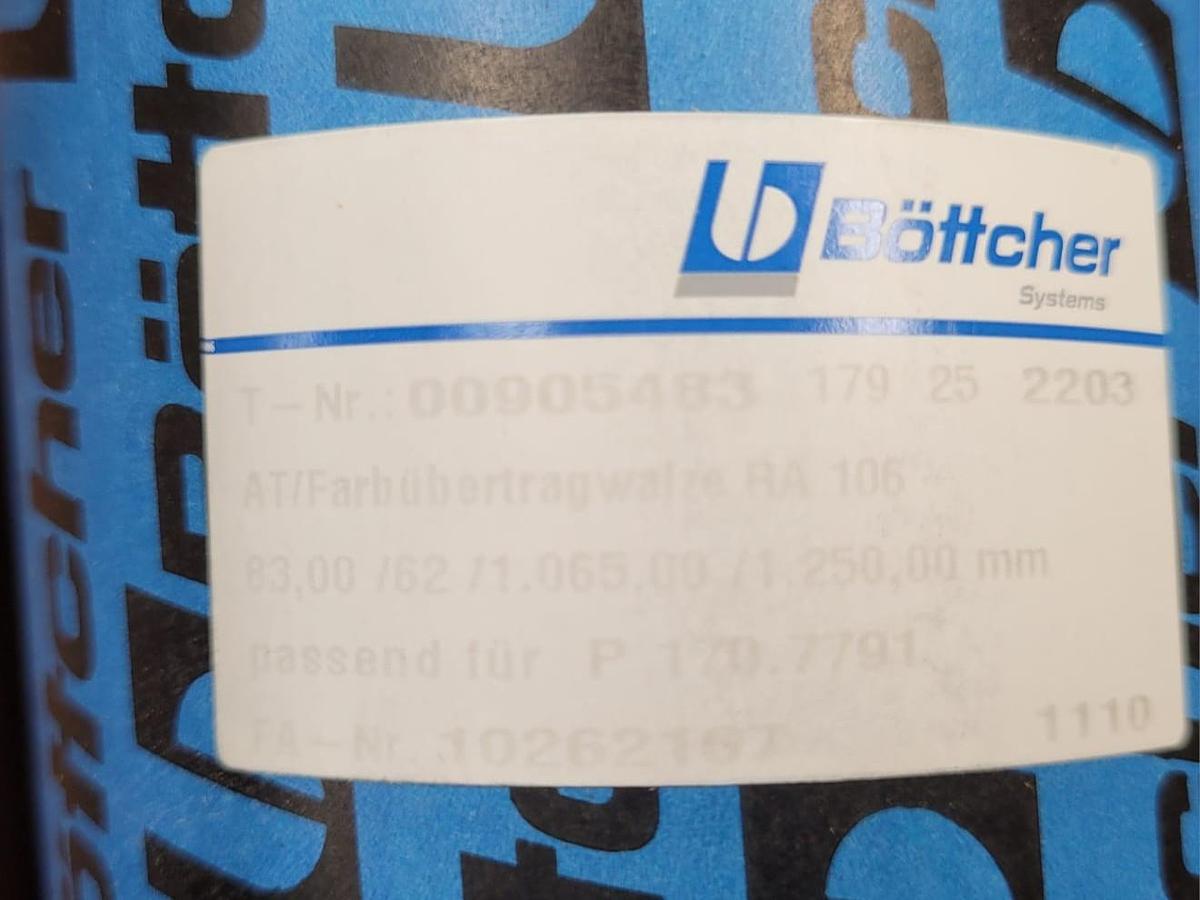 Böttcher
Systems
T-Nr.: 00905483 179 25 2203
AT/Farbübertragwalze RA 106
83,00 /62 /1.065,00 /1.250,00 mm
passend für P 170.7791
FA-Nr. 1110
Böttcher